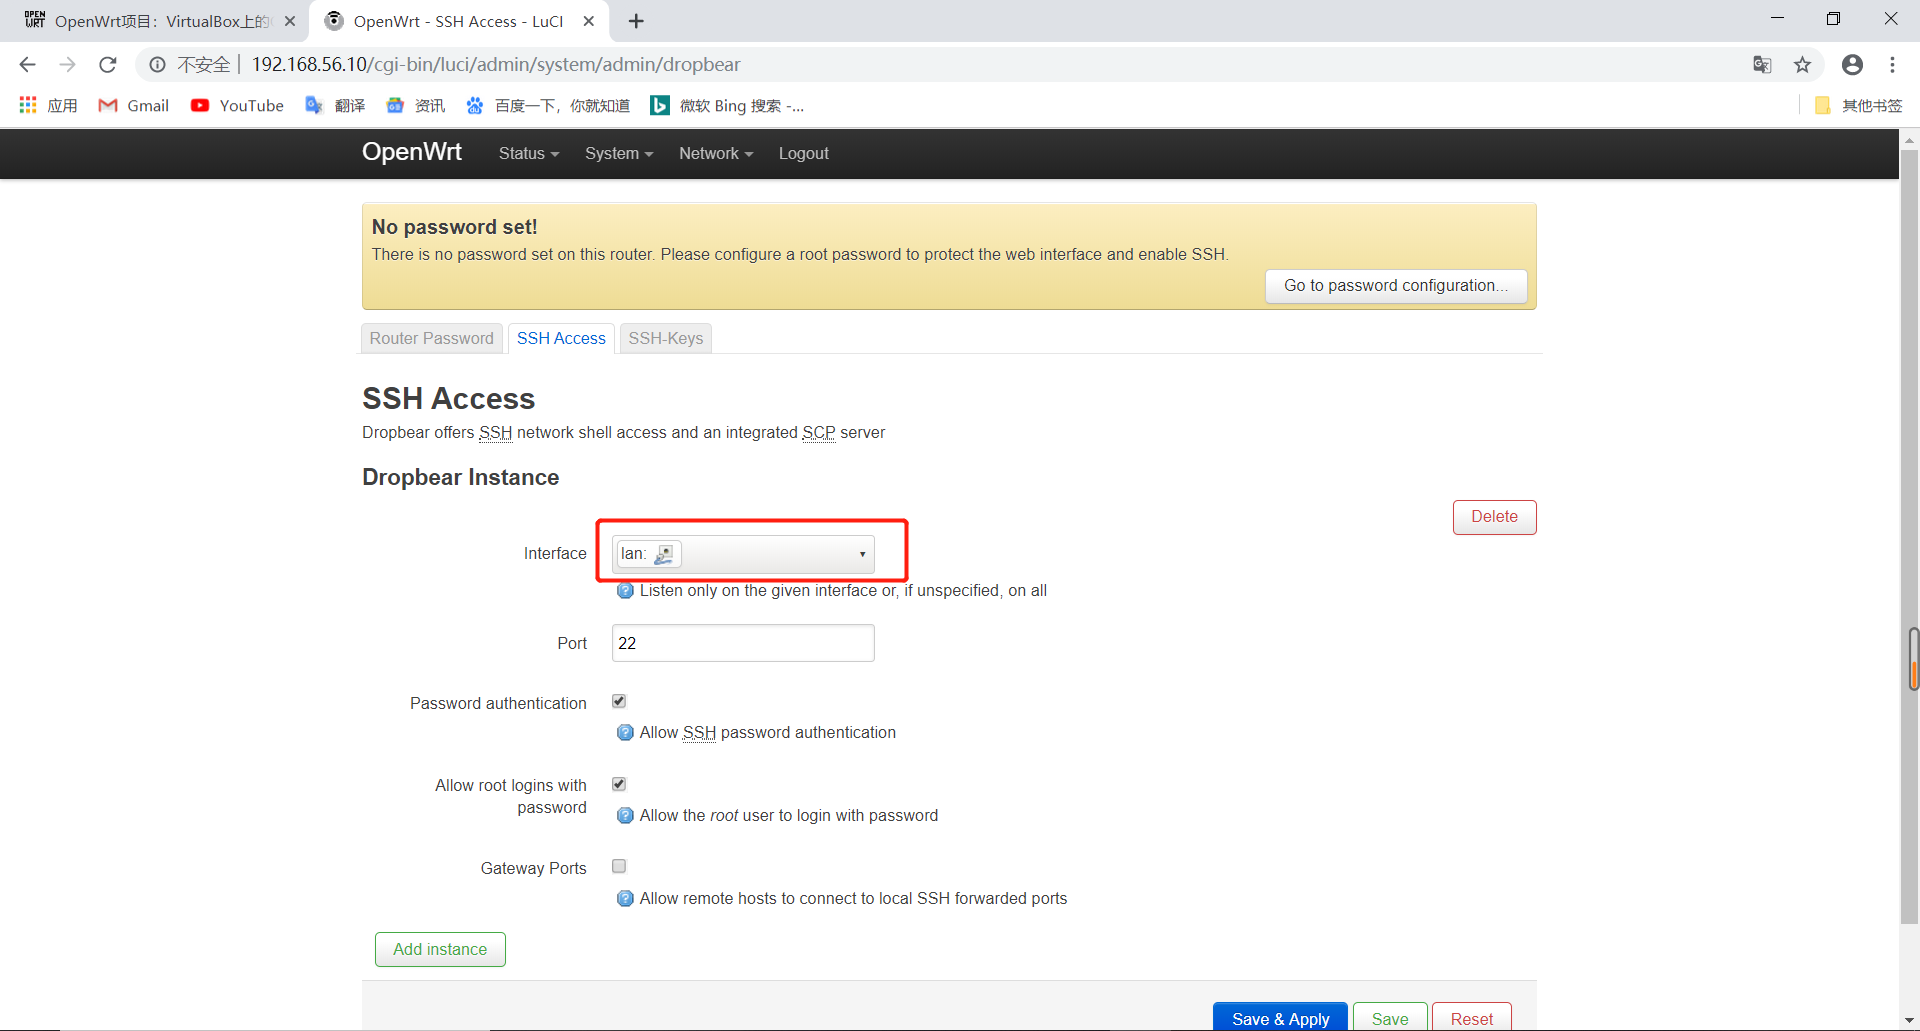 OPEN
WRT
OpenWrt项目：VirtualBox上的
OpenWrt - SSH Access - LuCI
不安全
192.168.56.10/cgi-bin/luci/admin/system/admin/dropbear
应用
Gmail
YouTube
翻译
资讯
百度一下，你就知道
微软 Bing 搜索 -...
其他书签
OpenWrt
Status
System
Network
Logout
No password set!
There is no password set on this router. Please configure a root password to protect the web interface and enable SSH.
Go to password configuration...
Router Password
SSH Access
SSH-Keys
SSH Access
Dropbear offers SSH network shell access and an integrated SCP server
Dropbear Instance
Delete
Interface
lan:
Listen only on the given interface or, if unspecified, on all
Port
22
Password authentication
Allow SSH password authentication
Allow root logins with
password
Allow the root user to login with password
Gateway Ports
Allow remote hosts to connect to local SSH forwarded ports
Add instance
Save & Apply
Save
Reset